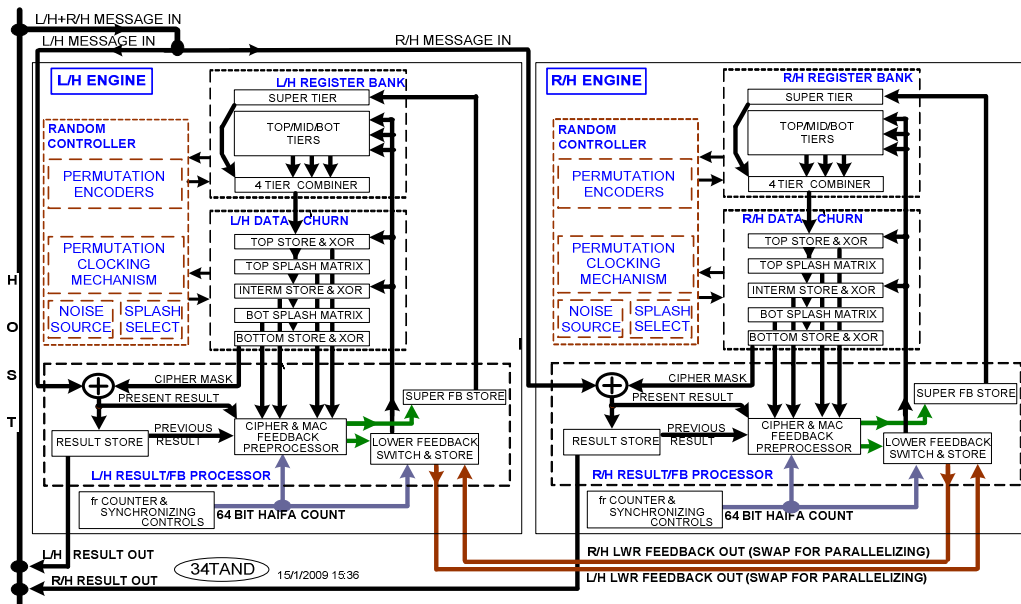 L/H+R/H MESSAGE IN
L/H MESSAGE IN
R/H MESSAGE IN
HOST
L/H ENGINE
L/H REGISTER BANK
SUPER TIER
TOP/MID/BOT
TIERS
4 TIER COMBINER
RANDOM
CONTROLLER
PERMUTATION
ENCODERS
PERMUTATION
CLOCKING
MECHANISM
NOISE
SOURCE
SPLASH
SELECT
L/H DATA CHURN
TOP STORE & XOR
TOP SPLASH MATRIX
INTERM STORE & XOR
BOT SPLASH MATRIX
BOTTOM STORE & XOR
CIPHER MASK
PRESENT RESULT
SUPER FB STORE
RESULT STORE
PREVIOUS
RESULT
CIPHER & MAC
FEEDBACK
PREPROCESSOR
LOWER FEEDBACK
SWITCH & STORE
L/H RESULT/FB PROCESSOR
fr COUNTER &
SYNCHRONIZING
CONTROLS
64 BIT HAIFA COUNT
R/H ENGINE
R/H REGISTER BANK
SUPER TIER
TOP/MID/BOT
TIERS
4 TIER COMBINER
RANDOM
CONTROLLER
PERMUTATION
ENCODERS
PERMUTATION
CLOCKING
MECHANISM
NOISE
SOURCE
SPLASH
SELECT
R/H DATA CHURN
TOP STORE & XOR
TOP SPLASH MATRIX
INTERM STORE & XOR
BOT SPLASH MATRIX
BOTTOM STORE & XOR
CIPHER MASK
PRESENT RESULT
SUPER FB STORE
RESULT STORE
PREVIOUS
RESULT
CIPHER & MAC
FEEDBACK
PREPROCESSOR
LOWER FEEDBACK
SWITCH & STORE
R/H RESULT/FB PROCESSOR
fr COUNTER &
SYNCHRONIZING
CONTROLS
64 BIT HAIFA COUNT
L/H RESULT OUT
R/H RESULT OUT
34TAND
15/1/2009 15:36
R/H LWR FEEDBACK OUT (SWAP FOR PARALLELIZING)
L/H LWR FEEDBACK OUT (SWAP FOR PARALLELIZING)